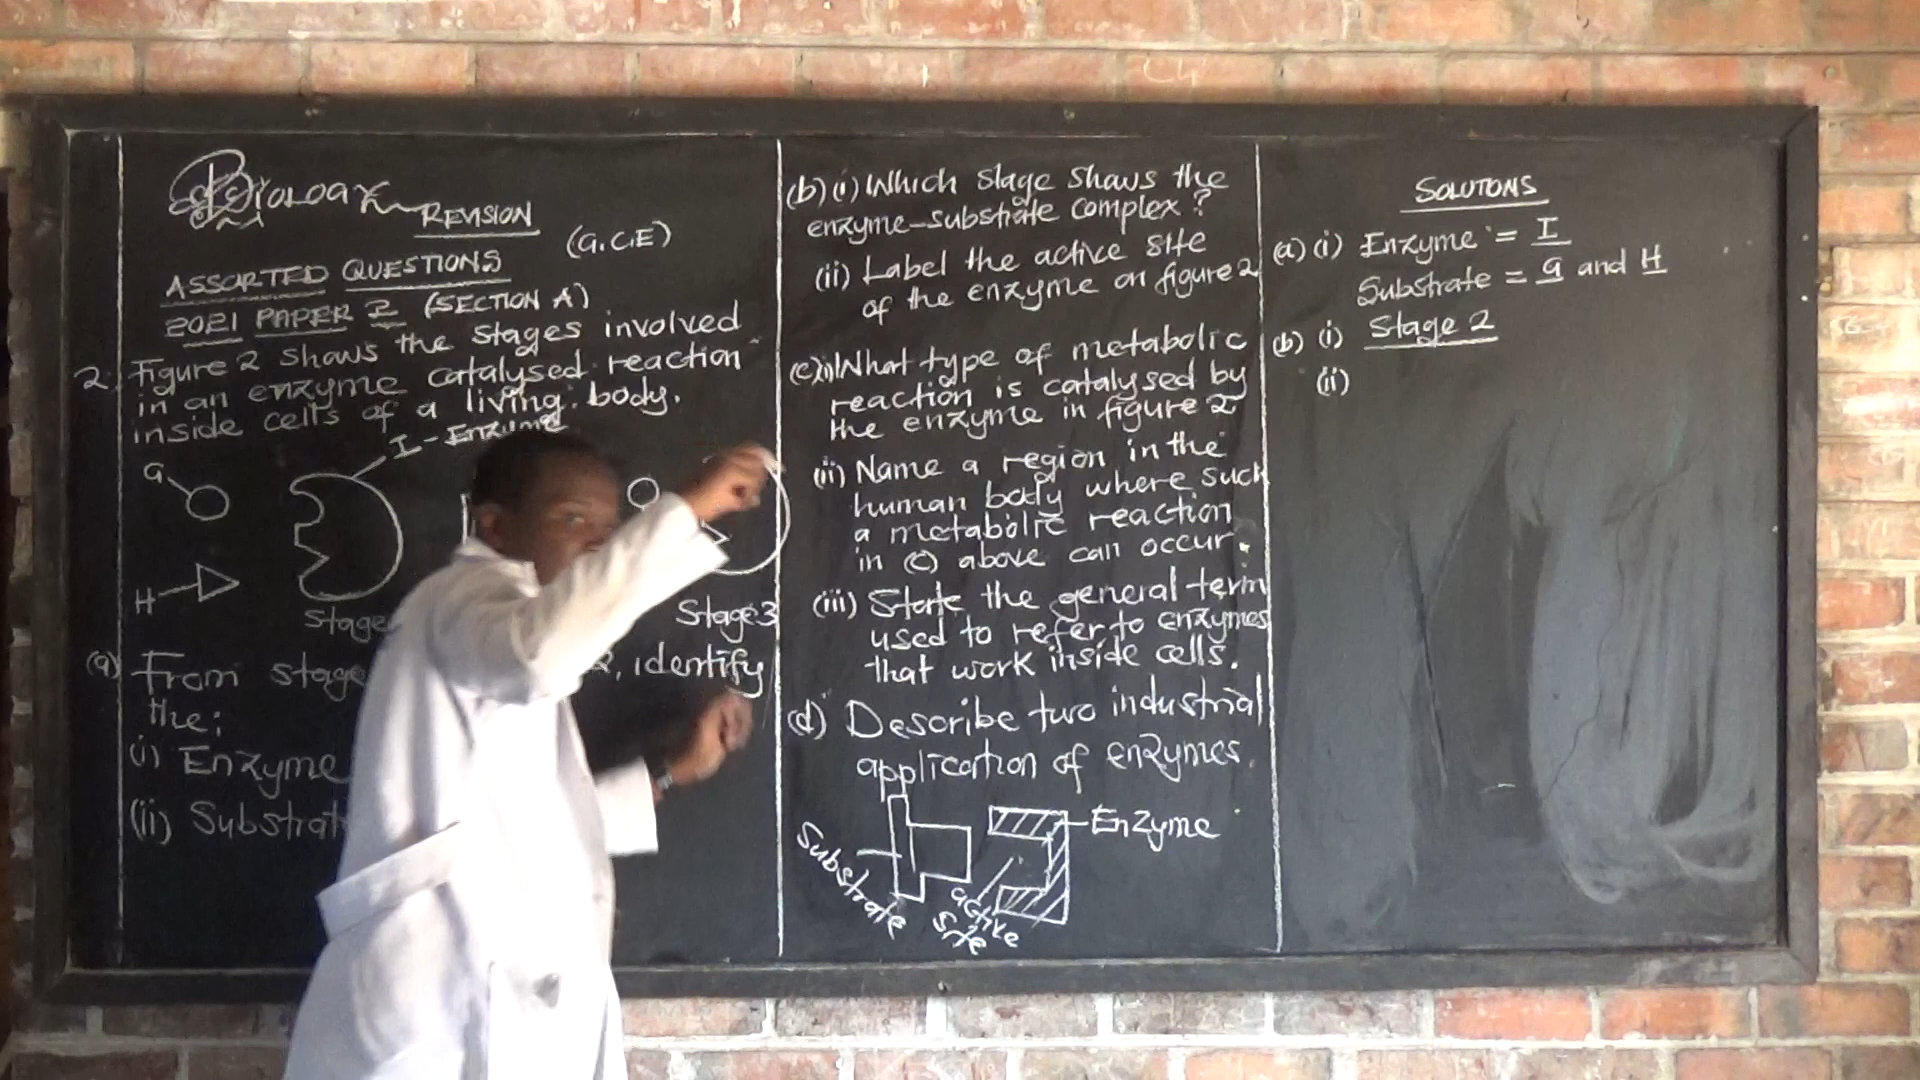 Biology
REVISION
(G.C.E)
ASSORTED QUESTIONS
2021 PAPER 2 (SECTION A)
2. Figure 2 shows the stages involved
in an enzyme catalysed reaction
inside cells of a living body.
I - Enzyme
G
H
Stage
Stage 3
(a) From stage
, identify
the;
(i) Enzyme
(ii) Substrat
(b) (i) Which stage shows the
enzyme-substrate complex?
(ii) Label the active site
of the enzyme on figure 2
(c)(i) What type of metabolic
reaction is catalysed by
the enzyme in figure 2
(ii) Name a region in the
human body where such
a metabolic reaction
in (c) above can occur.
(iii) State the general term
used to refer to enzymes
that work inside cells.
(d) Describe two industrial
application of enzymes.
Enzyme
Substrate
active
site
SOLUTONS
(a) (i) Enzyme = I
Substrate = G and H
(b) (i) Stage 2
(ii)